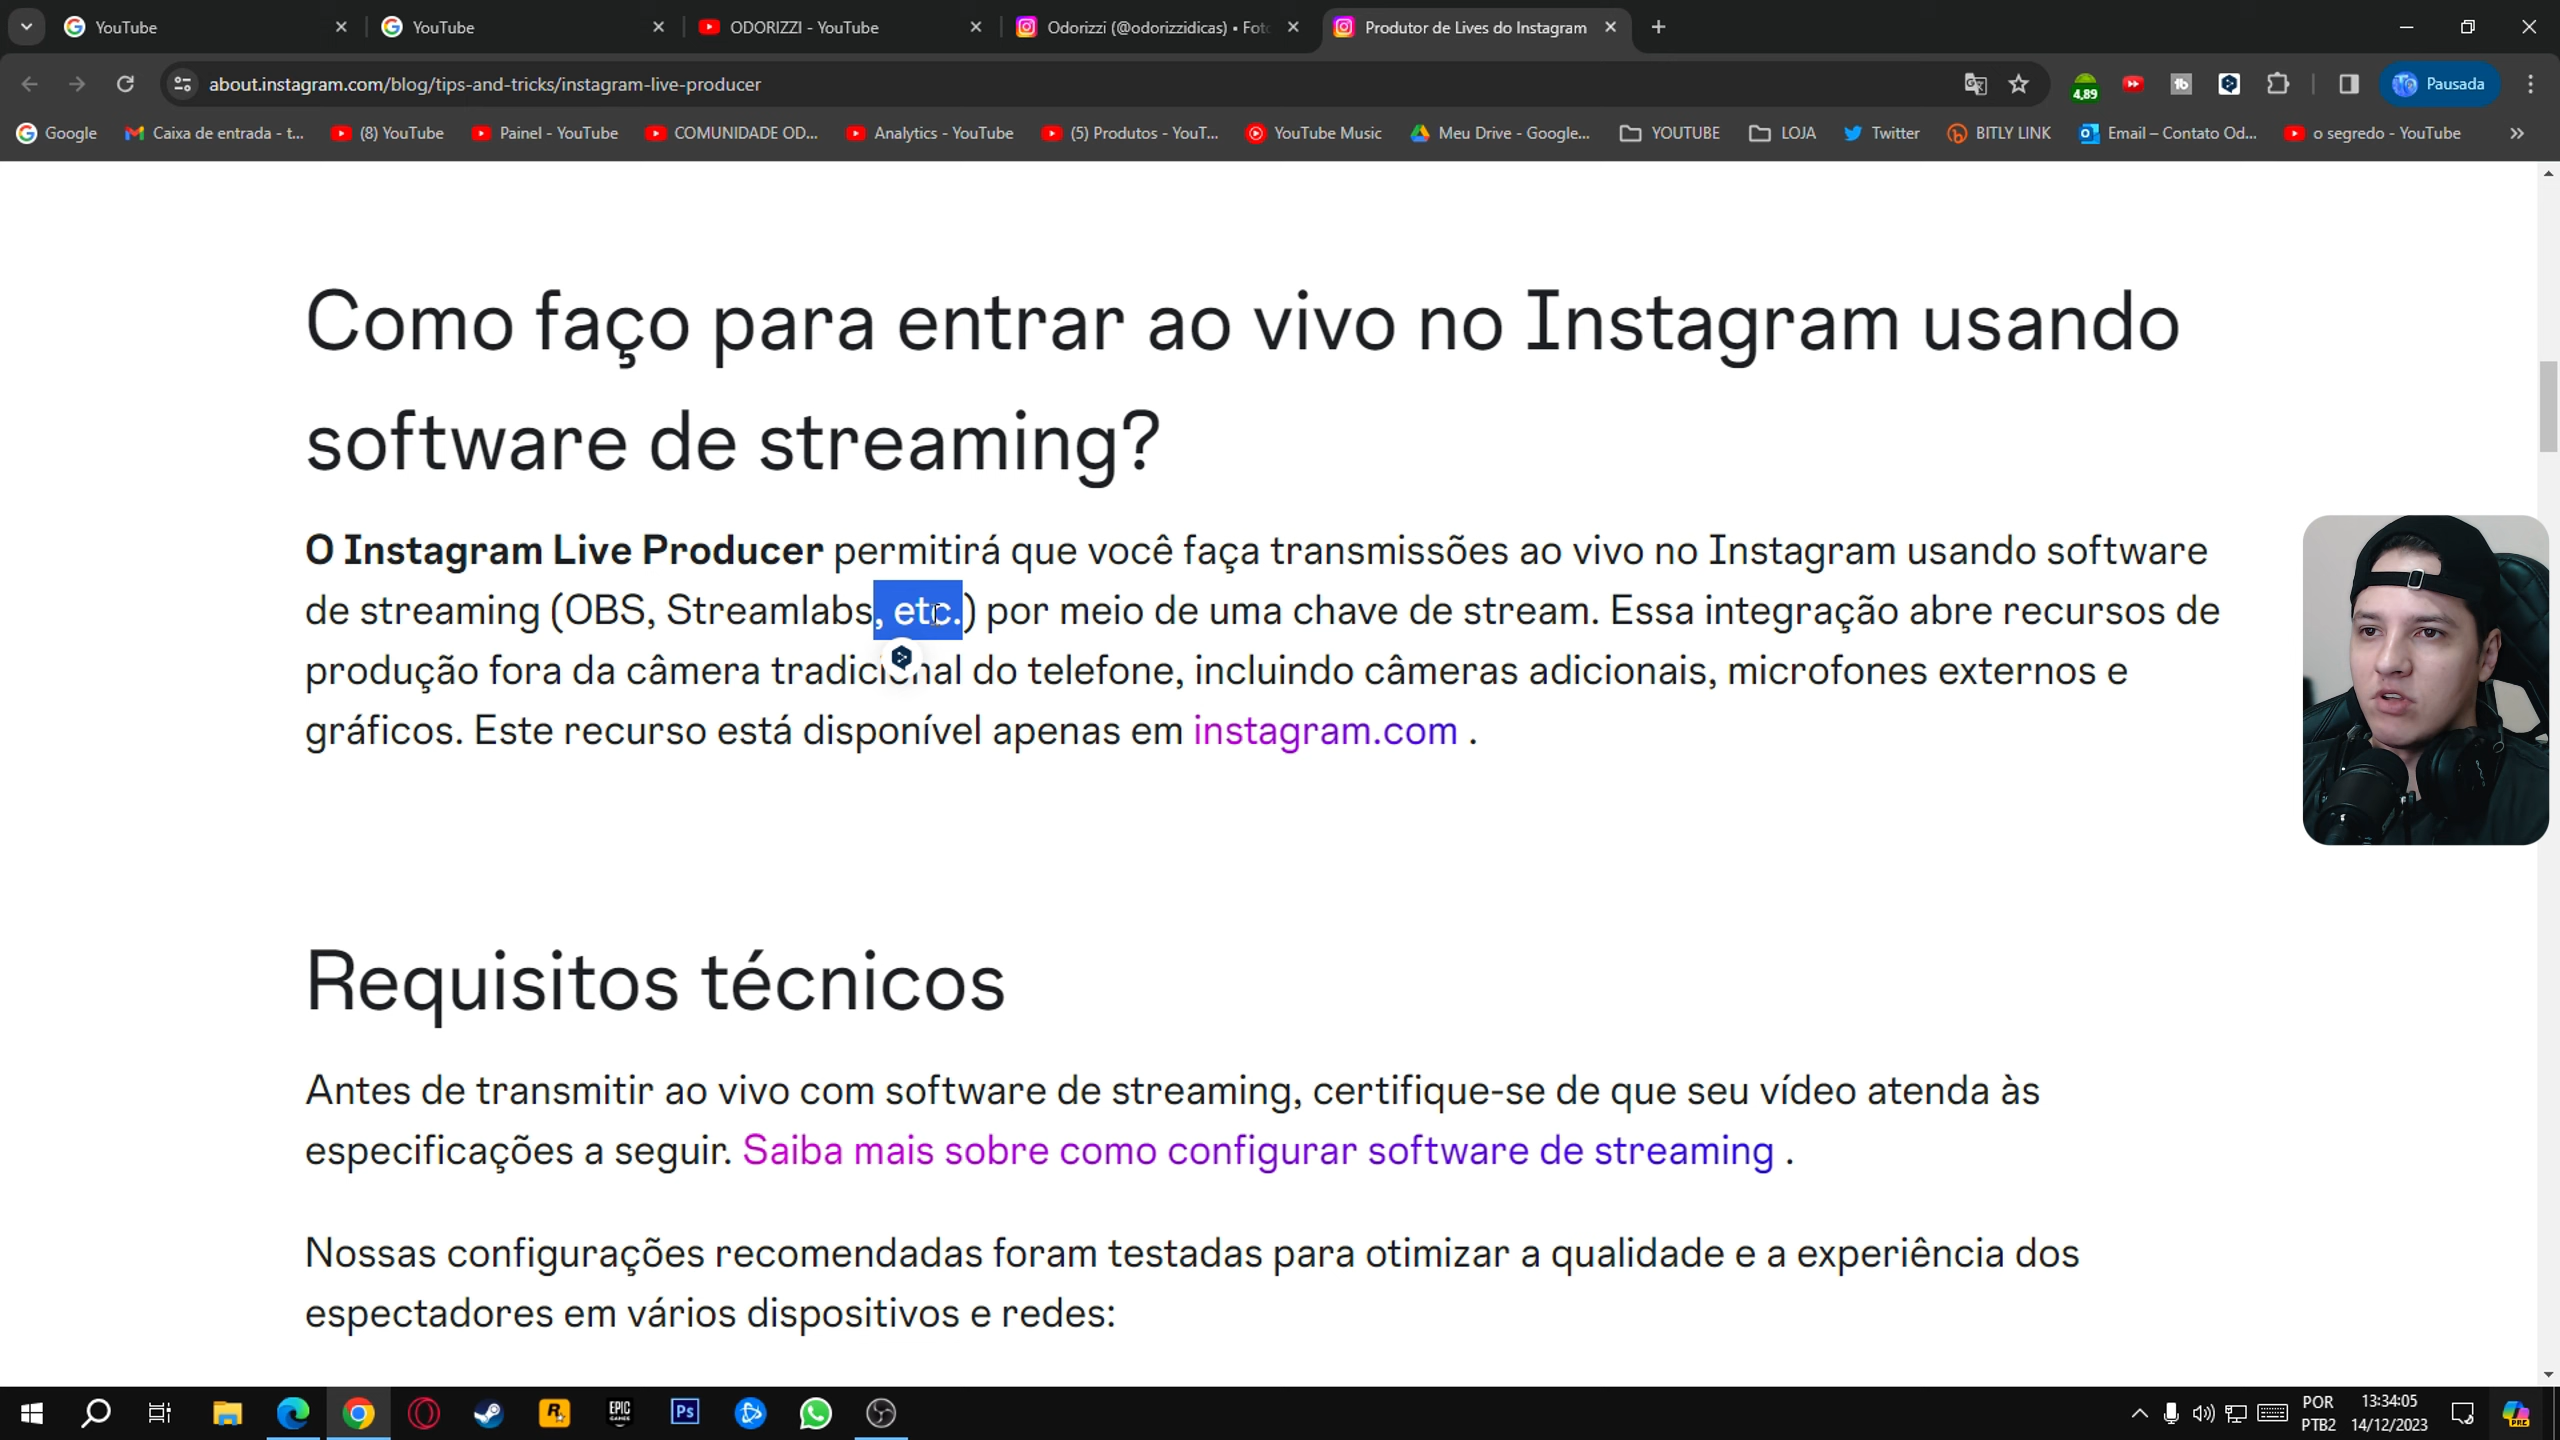 YouTube
YouTube
ODORIZZI - YouTube
Odorizzi (@odorizzidicas) • Fot
Produtor de Lives do Instagram
about.instagram.com/blog/tips-and-tricks/instagram-live-producer
4,89
Pausada
Google
Caixa de entrada - t...
(8) YouTube
Painel - YouTube
COMUNIDADE OD...
Analytics - YouTube
(5) Produtos - YouT...
YouTube Music
Meu Drive - Google...
YOUTUBE
LOJA
Twitter
BITLY LINK
Email – Contato Od...
o segredo - YouTube
Como faço para entrar ao vivo no Instagram usando
software de streaming?
O Instagram Live Producer permitirá que você faça transmissões ao vivo no Instagram usando software
de streaming (OBS, Streamlabs, etc.) por meio de uma chave de stream. Essa integração abre recursos de
produção fora da câmera tradicional do telefone, incluindo câmeras adicionais, microfones externos e
gráficos. Este recurso está disponível apenas em instagram.com .
Requisitos técnicos
Antes de transmitir ao vivo com software de streaming, certifique-se de que seu vídeo atenda às
especificações a seguir. Saiba mais sobre como configurar software de streaming .
Nossas configurações recomendadas foram testadas para otimizar a qualidade e a experiência dos
espectadores em vários dispositivos e redes:
EPIC
GAMES
Ps
POR
PTB2
13:34:05
14/12/2023
PRE